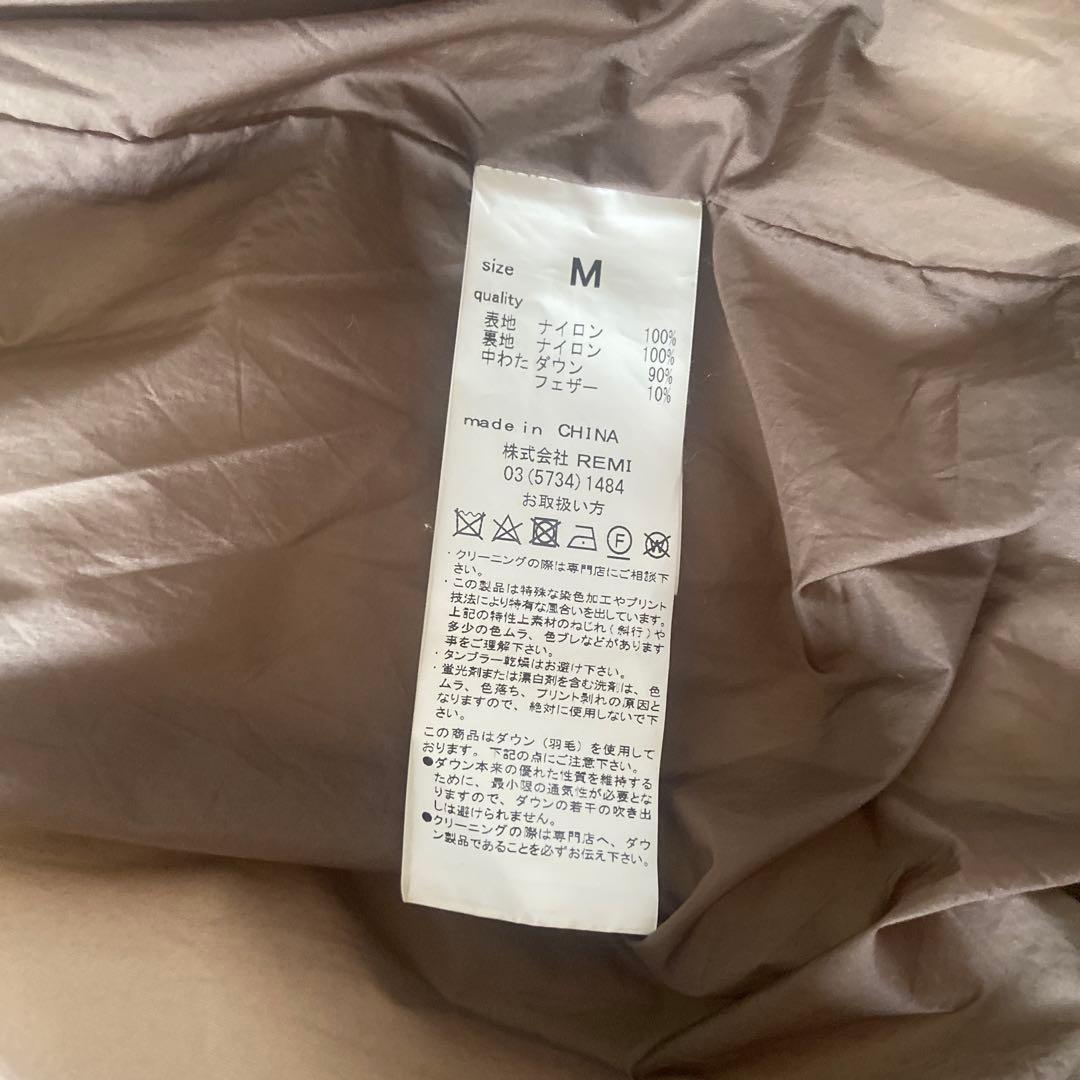 size M
quality
表地 ナイロン 100%
裏地 ナイロン 100%
中わた ダウン 90%
フェザー 10%
made in CHINA
株式会社 REMI
03(5734)1484
お取扱い方
F W
・クリーニングの際は専門店にご相談下
さい。
・この製品は特殊な染色加工やプリント
技法により特有な風合いを出しています。
上記の特性上素材のねじれ(斜行)や
多少の色ムラ、色ブレなどがあります
事をご理解下さい。
・タンブラー乾燥はお避け下さい。
・蛍光剤または漂白剤を含む洗剤は、色
ムラ、色落ち、プリント剥れの原因と
なりますので、絶対に使用しないで下
さい。
この商品はダウン(羽毛)を使用して
おります。下記の点にご注意下さい。
●ダウン本来の優れた性質を維持する
ために、最小限の通気性が必要とな
りますので、ダウンの若干の吹き出
しは避けられません。
●クリーニングの際は専門店へ、ダウ
ン製品であることを必ずお伝え下さい。